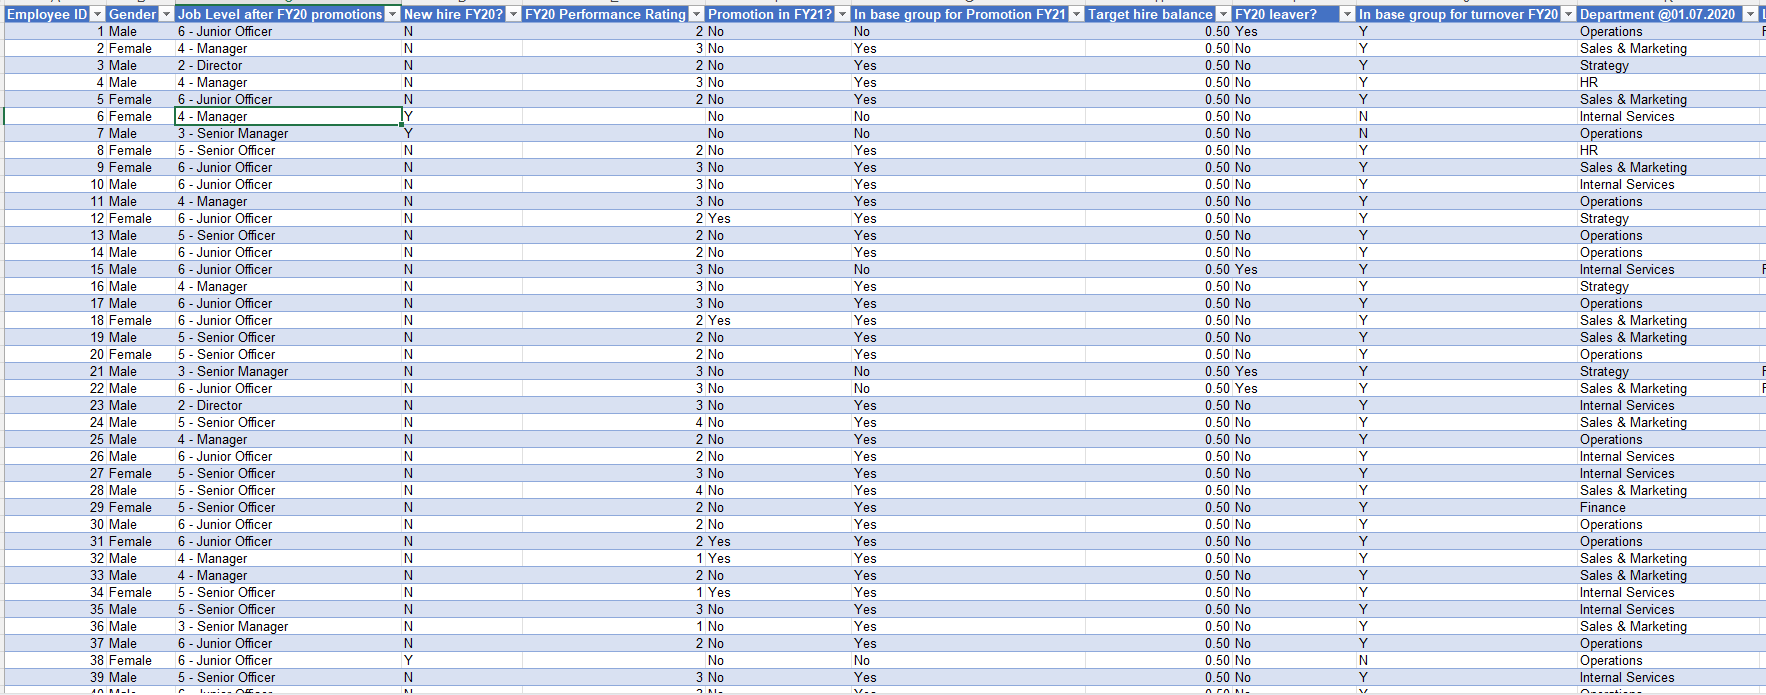 Employee ID Gender Job Level after FY20 promotions New hire FY20? FY20 Performance Rating Promotion in FY21? In base group for Promotion FY21 Target hire balance FY20 leaver? In base group for turnover FY20 Department @01.07.2020
1 Male 6 - Junior Officer N 2 No No 0.50 Yes Y Operations
2 Female 4 - Manager N 3 No Yes 0.50 No Y Sales & Marketing
3 Male 2 - Director N 2 No Yes 0.50 No Y Strategy
4 Male 4 - Manager N 3 No Yes 0.50 No Y HR
5 Female 6 - Junior Officer N 2 No Yes 0.50 No Y Sales & Marketing
6 Female 4 - Manager Y No No 0.50 No N Internal Services
7 Male 3 - Senior Manager Y No No 0.50 No N Operations
8 Female 5 - Senior Officer N 2 No Yes 0.50 No Y HR
9 Female 6 - Junior Officer N 3 No Yes 0.50 No Y Sales & Marketing
10 Male 6 - Junior Officer N 3 No Yes 0.50 No Y Internal Services
11 Male 4 - Manager N 3 No Yes 0.50 No Y Operations
12 Female 6 - Junior Officer N 2 Yes Yes 0.50 No Y Strategy
13 Male 5 - Senior Officer N 2 No Yes 0.50 No Y Operations
14 Male 6 - Junior Officer N 2 No Yes 0.50 No Y Operations
15 Male 6 - Junior Officer N 3 No No 0.50 Yes Y Internal Services
16 Male 4 - Manager N 3 No Yes 0.50 No Y Strategy
17 Male 6 - Junior Officer N 3 No Yes 0.50 No Y Operations
18 Female 6 - Junior Officer N 2 Yes Yes 0.50 No Y Sales & Marketing
19 Male 5 - Senior Officer N 2 No Yes 0.50 No Y Sales & Marketing
20 Female 5 - Senior Officer N 2 No Yes 0.50 No Y Operations
21 Male 3 - Senior Manager N 3 No No 0.50 Yes Y Strategy
22 Male 6 - Junior Officer N 3 No No 0.50 Yes Y Sales & Marketing
23 Male 2 - Director N 3 No Yes 0.50 No Y Internal Services
24 Male 5 - Senior Officer N 4 No Yes 0.50 No Y Sales & Marketing
25 Male 4 - Manager N 2 No Yes 0.50 No Y Operations
26 Male 6 - Junior Officer N 2 No Yes 0.50 No Y Internal Services
27 Female 5 - Senior Officer N 3 No Yes 0.50 No Y Internal Services
28 Male 5 - Senior Officer N 4 No Yes 0.50 No Y Sales & Marketing
29 Female 5 - Senior Officer N 2 No Yes 0.50 No Y Finance
30 Male 6 - Junior Officer N 2 No Yes 0.50 No Y Operations
31 Female 6 - Junior Officer N 2 Yes Yes 0.50 No Y Operations
32 Male 4 - Manager N 1 Yes Yes 0.50 No Y Sales & Marketing
33 Male 4 - Manager N 2 No Yes 0.50 No Y Sales & Marketing
34 Female 5 - Senior Officer N 1 Yes Yes 0.50 No Y Internal Services
35 Male 5 - Senior Officer N 3 No Yes 0.50 No Y Internal Services
36 Male 3 - Senior Manager N 1 No Yes 0.50 No Y Sales & Marketing
37 Male 6 - Junior Officer N 2 No Yes 0.50 No Y Operations
38 Female 6 - Junior Officer Y No No 0.50 No N Operations
39 Male 5 - Senior Officer N 3 No Yes 0.50 No Y Internal Services